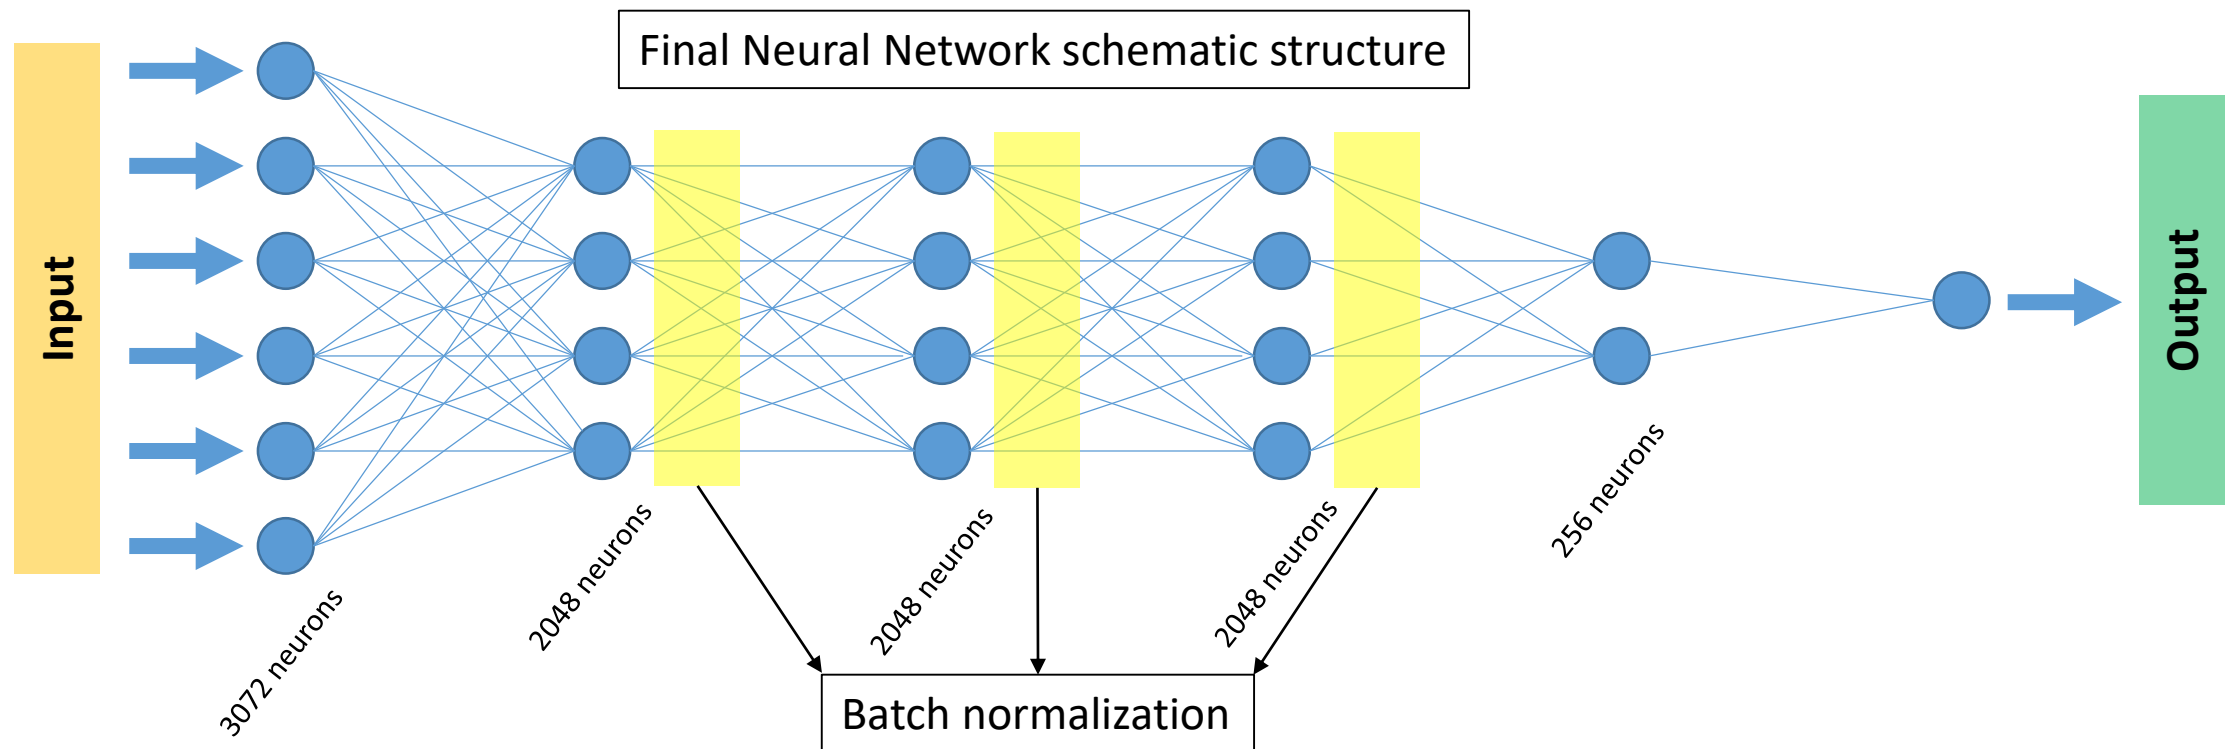 Final Neural Network schematic structure
Input
Output
3072 neurons
2048 neurons
2048 neurons
2048 neurons
256 neurons
Batch normalization